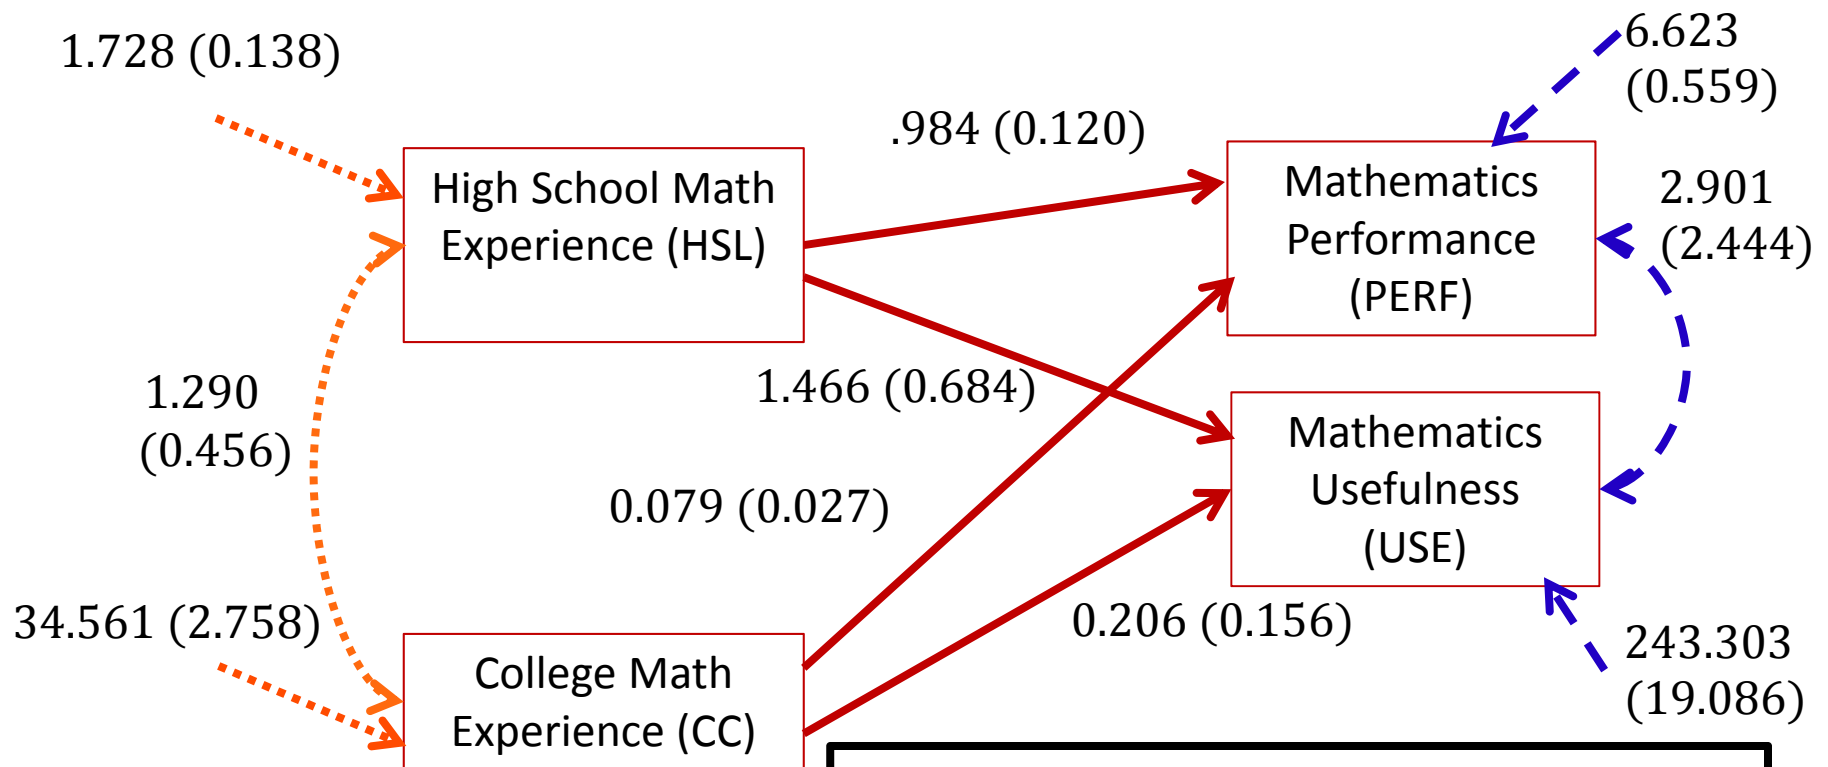 1.728 (0.138)
High School Math
Experience (HSL)
.984 (0.120)
Mathematics
Performance
(PERF)
6.623
(0.559)
2.901
(2.444)
1.290
(0.456)
1.466 (0.684)
Mathematics
Usefulness
(USE)
0.079 (0.027)
34.561 (2.758)
College Math
Experience (CC)
0.206 (0.156)
243.303
(19.086)